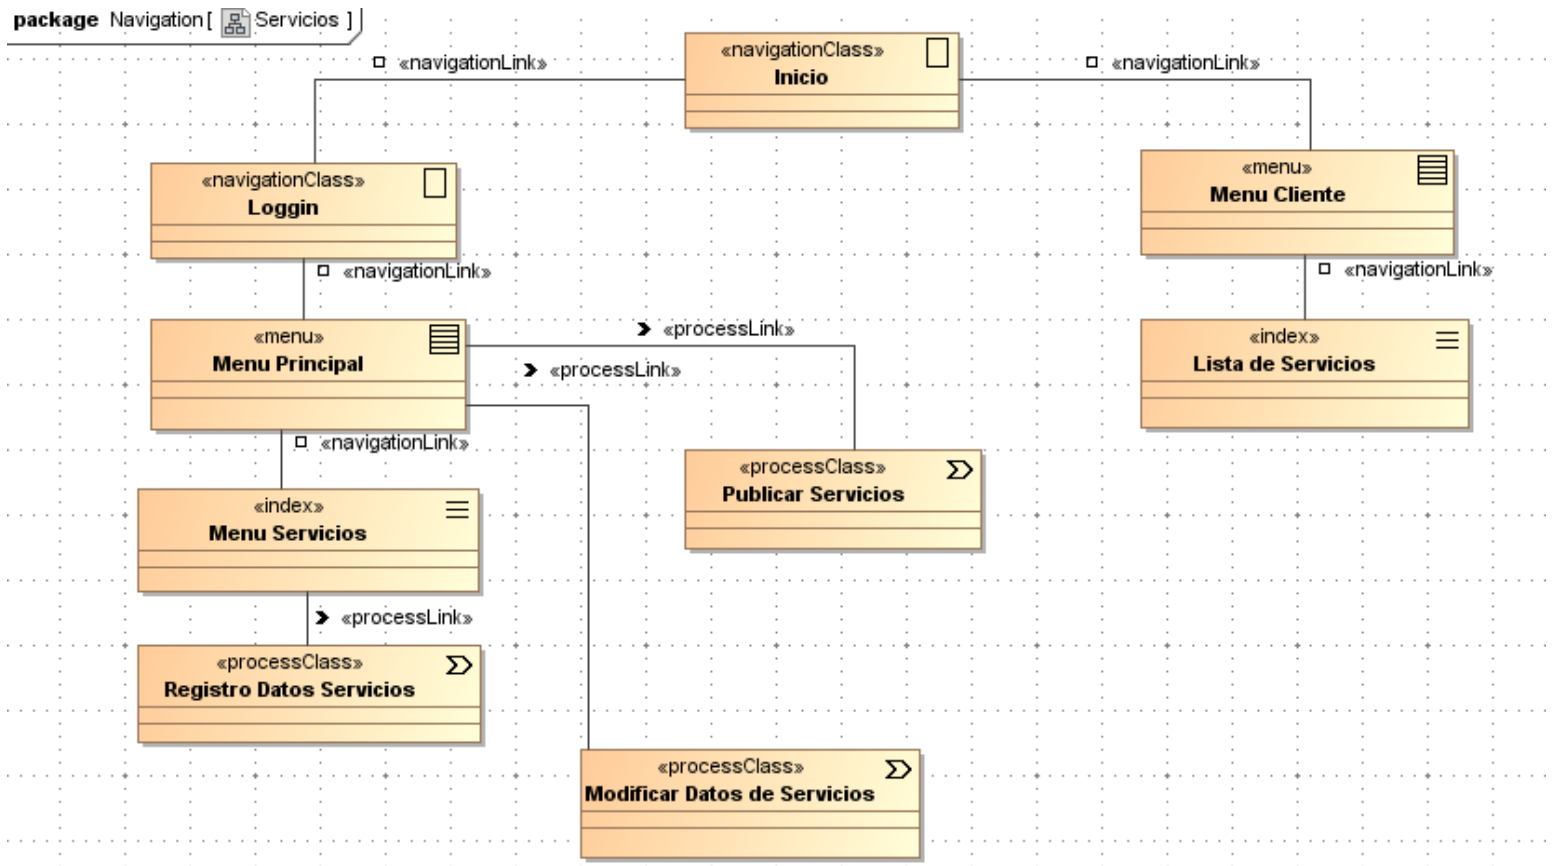 package Navigation [ Servicios ]
«navigationClass»
Inicio
«navigationLink»
«navigationLink»
«navigationClass»
Loggin
«menu»
Menu Cliente
«navigationLink»
«navigationLink»
«menu»
Menu Principal
«processLink»
«processLink»
«index»
Lista de Servicios
«navigationLink»
«processClass»
Publicar Servicios
«index»
Menu Servicios
«processLink»
«processClass»
Registro Datos Servicios
«processClass»
Modificar Datos de Servicios